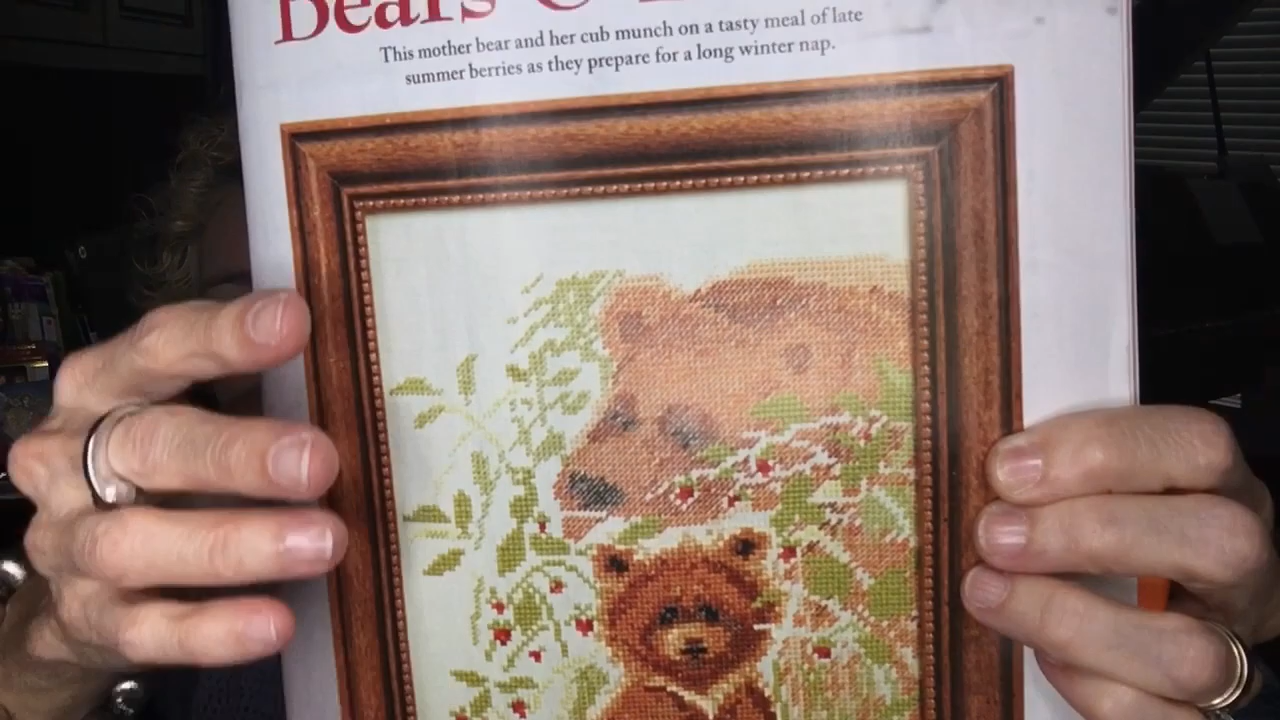 Bears &
This mother bear and her cub munch on a tasty meal of late
summer berries as they prepare for a long winter nap.